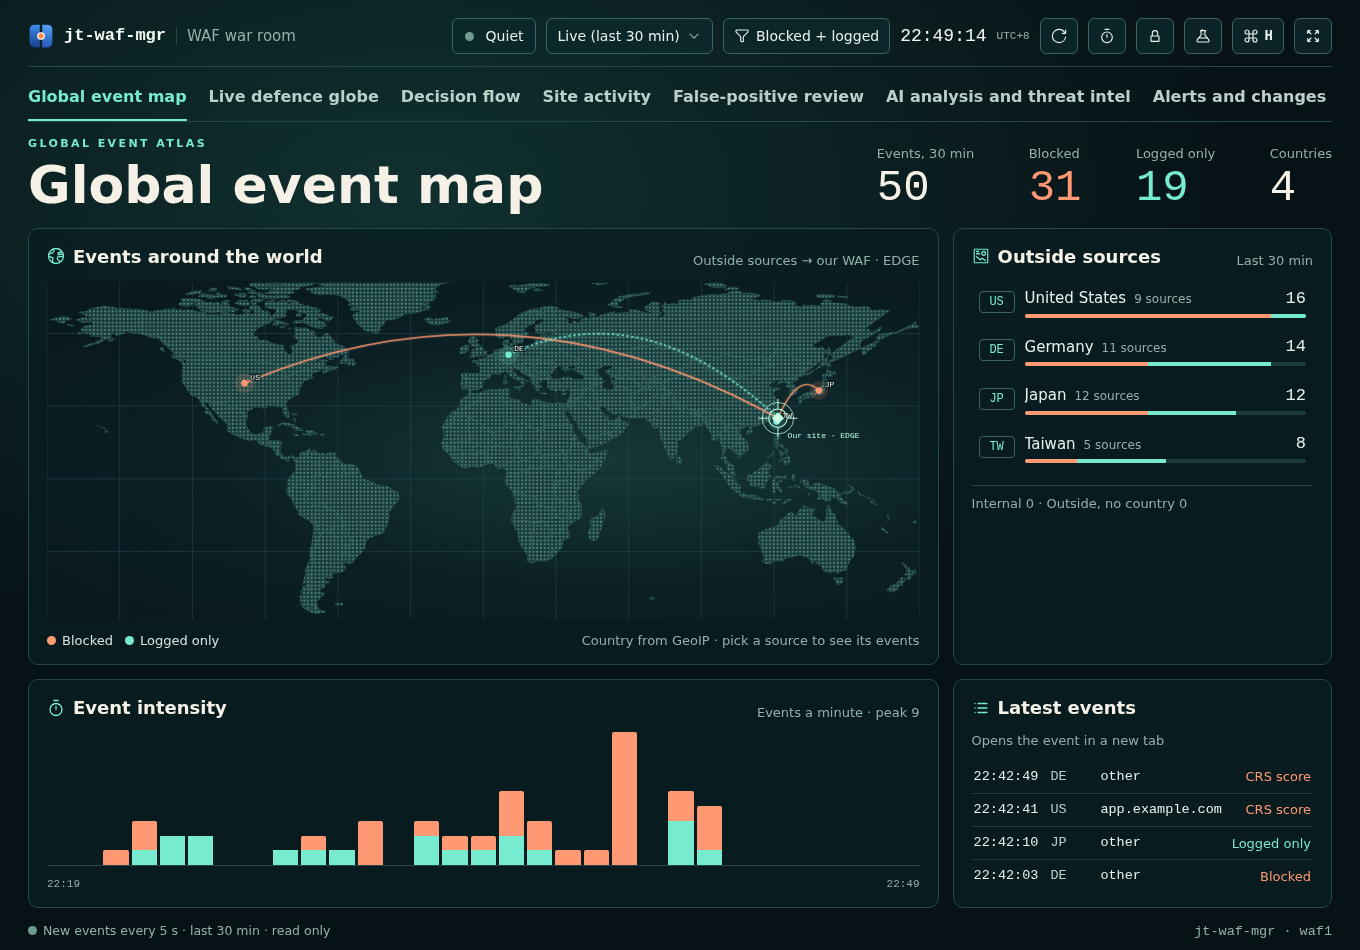 jt-waf-mgr WAF war room Quiet Live (last 30 min) Blocked + logged 22:49:14 UTC+8 ⌘ H
Global event map Live defence globe Decision flow Site activity False-positive review AI analysis and threat intel Alerts and changes
GLOBAL EVENT ATLAS
Global event map
Events, 30 min Blocked Logged only Countries
50 31 19 4
Events around the world Outside sources → our WAF · EDGE
US
DE
JP
Our site · EDGE
Blocked Logged only Country from GeoIP · pick a source to see its events
Outside sources Last 30 min
US United States 9 sources 16
DE Germany 11 sources 14
JP Japan 12 sources 12
TW Taiwan 5 sources 8
Internal 0 · Outside, no country 0
Event intensity Events a minute · peak 9
22:19 22:49
Latest events
Opens the event in a new tab
22:42:49 DE other CRS score
22:42:41 US app.example.com CRS score
22:42:10 JP other Logged only
22:42:03 DE other Blocked
New events every 5 s · last 30 min · read only jt-waf-mgr · waf1